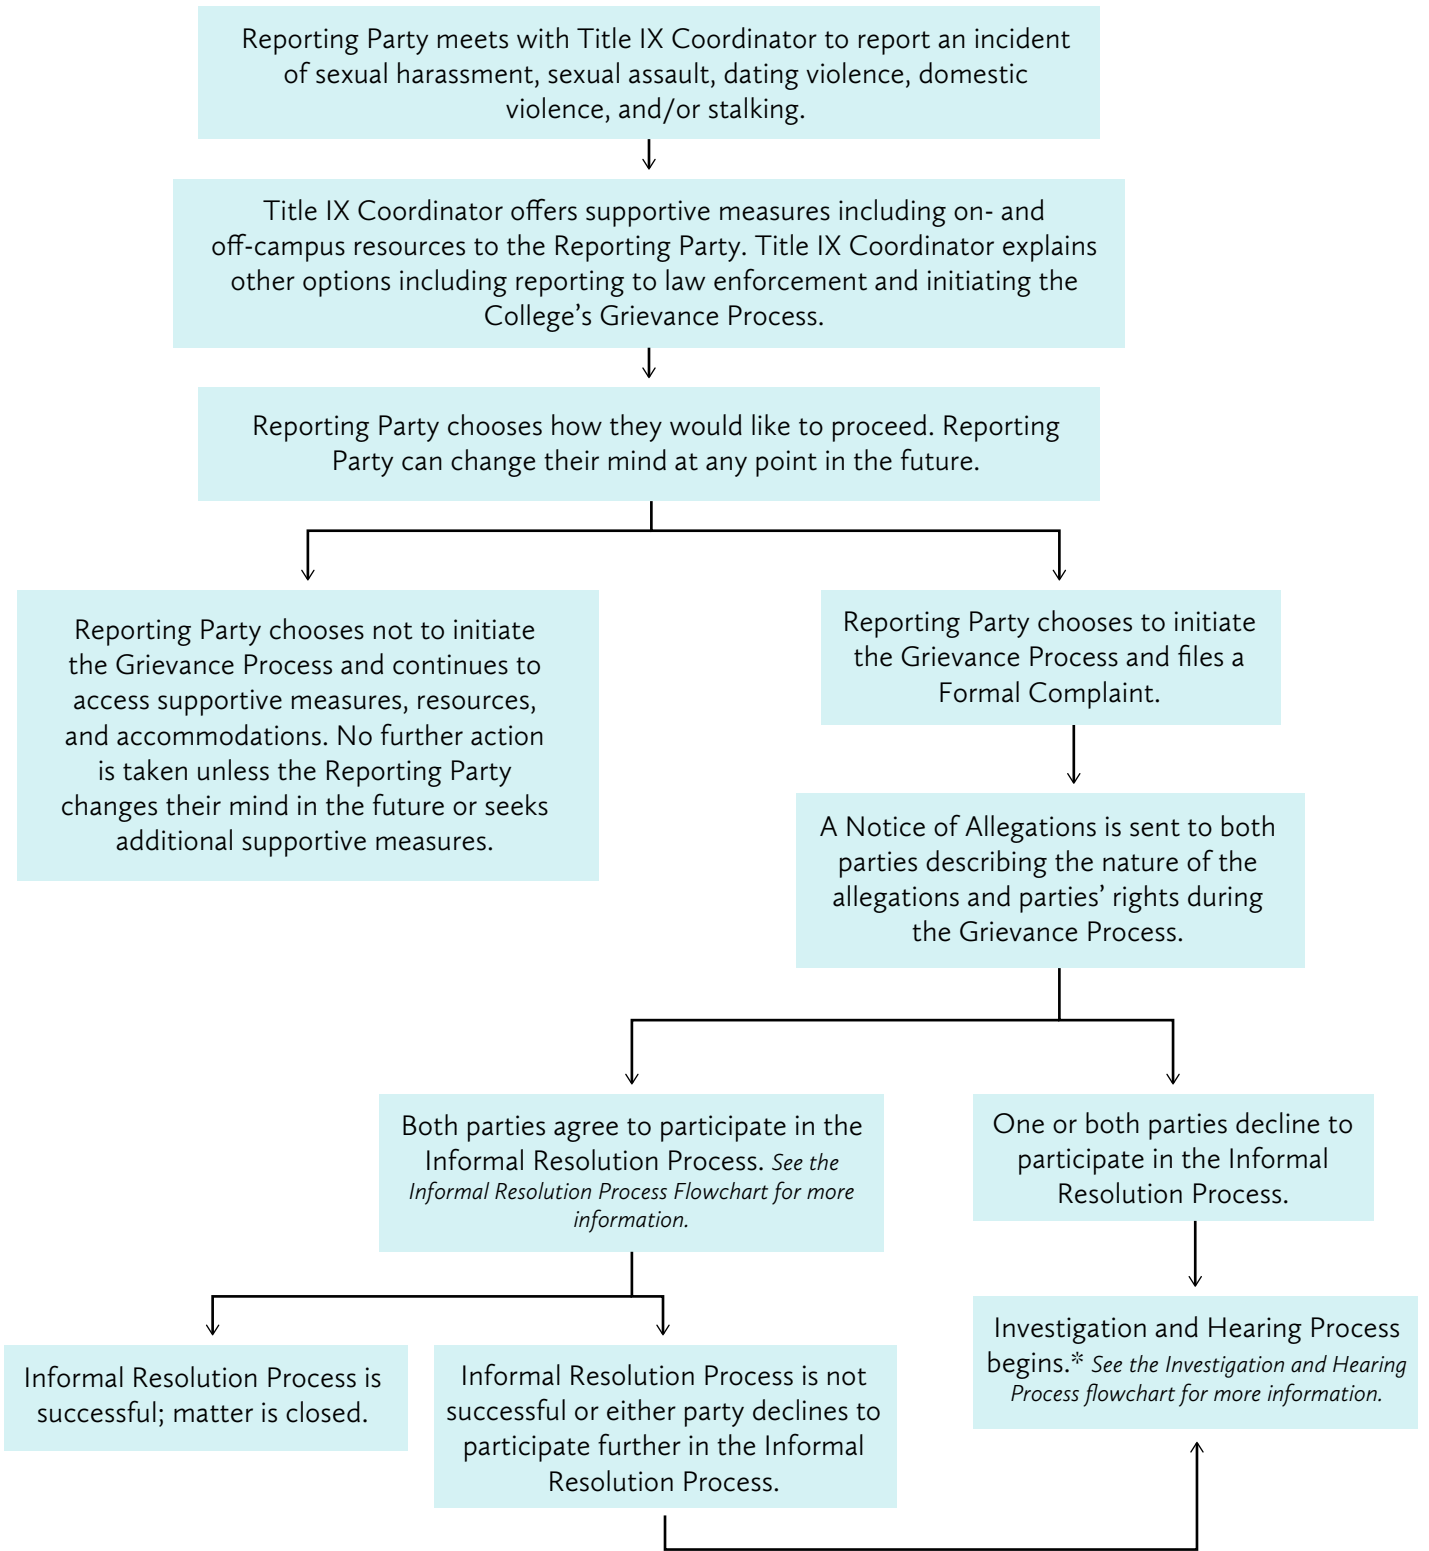 Reporting Party meets with Title IX Coordinator to report an incident
of sexual harassment, sexual assault, dating violence, domestic
violence, and/or stalking.
Title IX Coordinator offers supportive measures including on- and
off-campus resources to the Reporting Party. Title IX Coordinator explains
other options including reporting to law enforcement and initiating the
College’s Grievance Process.
Reporting Party chooses how they would like to proceed. Reporting
Party can change their mind at any point in the future.
Reporting Party chooses not to initiate
the Grievance Process and continues to
access supportive measures, resources,
and accommodations. No further action
is taken unless the Reporting Party
changes their mind in the future or seeks
additional supportive measures.
Reporting Party chooses to initiate
the Grievance Process and files a
Formal Complaint.
A Notice of Allegations is sent to both
parties describing the nature of the
allegations and parties’ rights during
the Grievance Process.
Both parties agree to participate in the
Informal Resolution Process. See the
Informal Resolution Process Flowchart for more
information.
One or both parties decline to
participate in the Informal
Resolution Process.
Informal Resolution Process is
successful; matter is closed.
Informal Resolution Process is not
successful or either party declines to
participate further in the Informal
Resolution Process.
Investigation and Hearing Process
begins.* See the Investigation and Hearing
Process flowchart for more information.